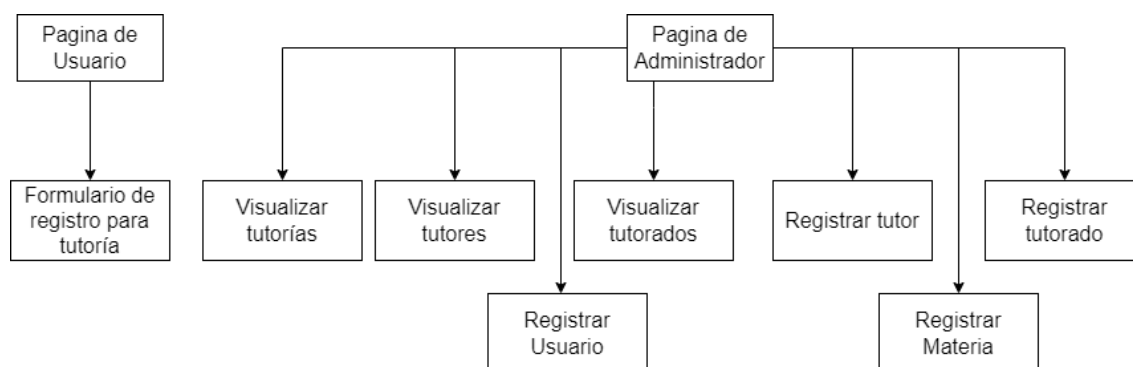 Pagina de
Usuario
Pagina de
Administrador
Formulario de
registro para
tutoría
Visualizar
tutorías
Visualizar
tutores
Visualizar
tutorados
Registrar tutor
Registrar
tutorado
Registrar
Usuario
Registrar
Materia